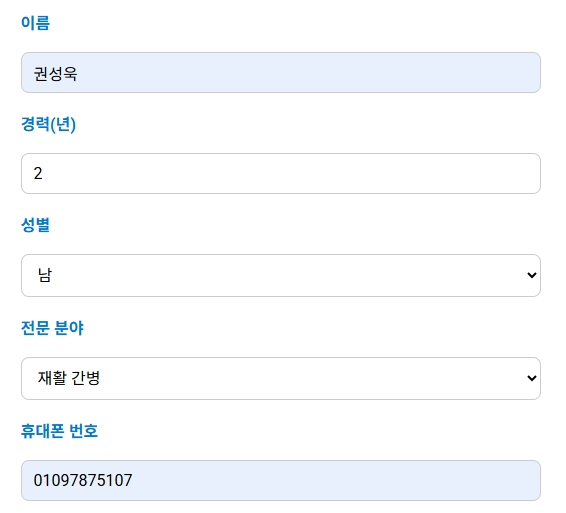 이름
권성욱
경력(년)
2
성별
남
전문 분야
재활 간병
휴대폰 번호
01097875107